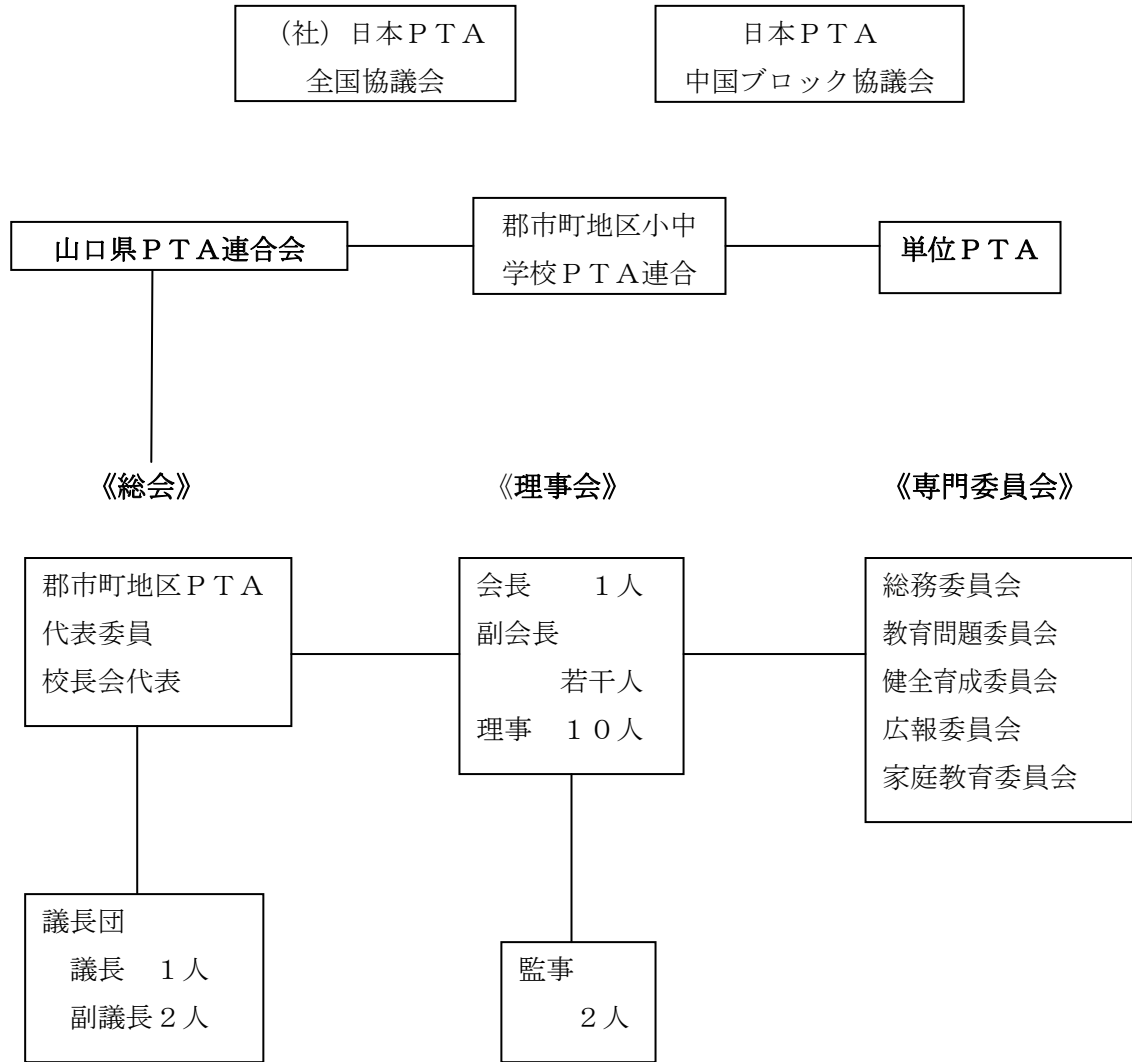 (社) 日本ＰＴＡ
全国協議会
日本ＰＴＡ
中国ブロック協議会
山口県ＰＴＡ連合会
郡市町地区小中
学校ＰＴＡ連合
単位ＰＴＡ
《総会》
《理事会》
《専門委員会》
郡市町地区ＰＴＡ
代表委員
校長会代表
会長　　１人
副会長
若干人
理事　１０人
総務委員会
教育問題委員会
健全育成委員会
広報委員会
家庭教育委員会
議長団
議長　１人
副議長２人
監事
２人